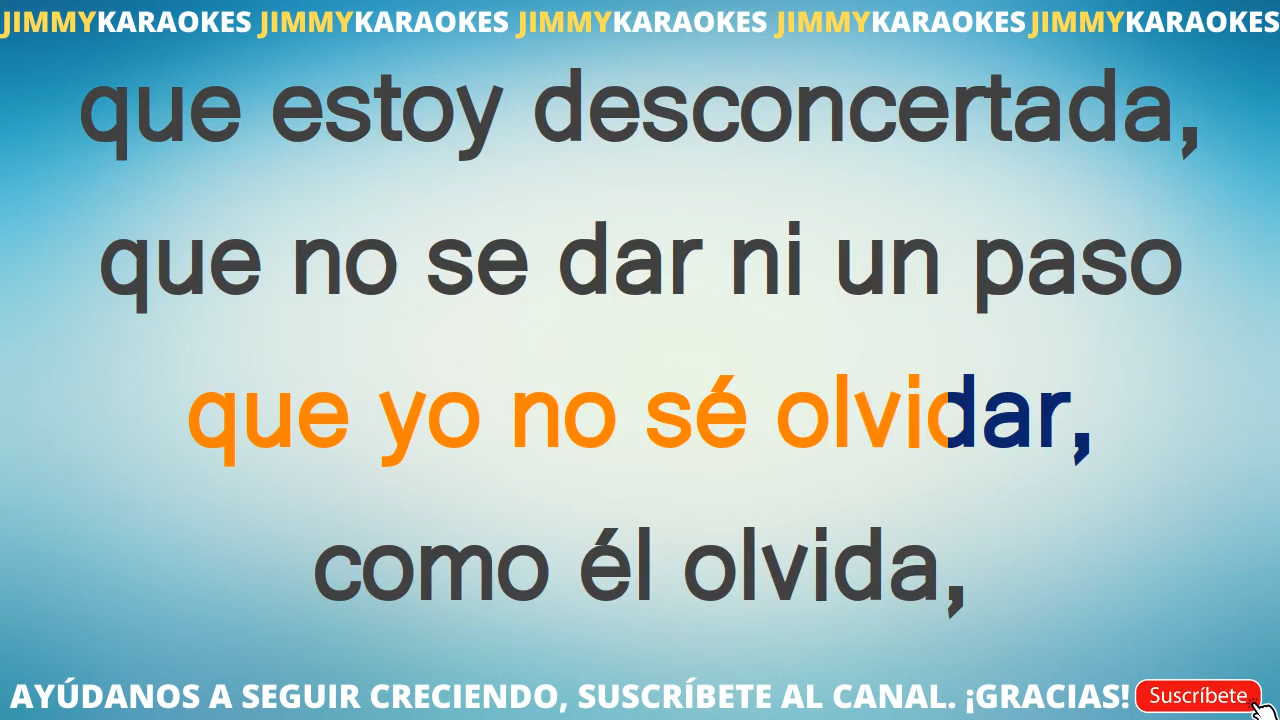 JIMMYKARAOKES JIMMYKARAOKES JIMMYKARAOKES JIMMYKARAOKES JIMMYKARAOKES
que estoy desconcertada,
que no se dar ni un paso
que yo no sé olvidar,
como él olvida,
AYÚDANOS A SEGUIR CRECIENDO, SUSCRÍBETE AL CANAL. ¡GRACIAS! Suscríbete